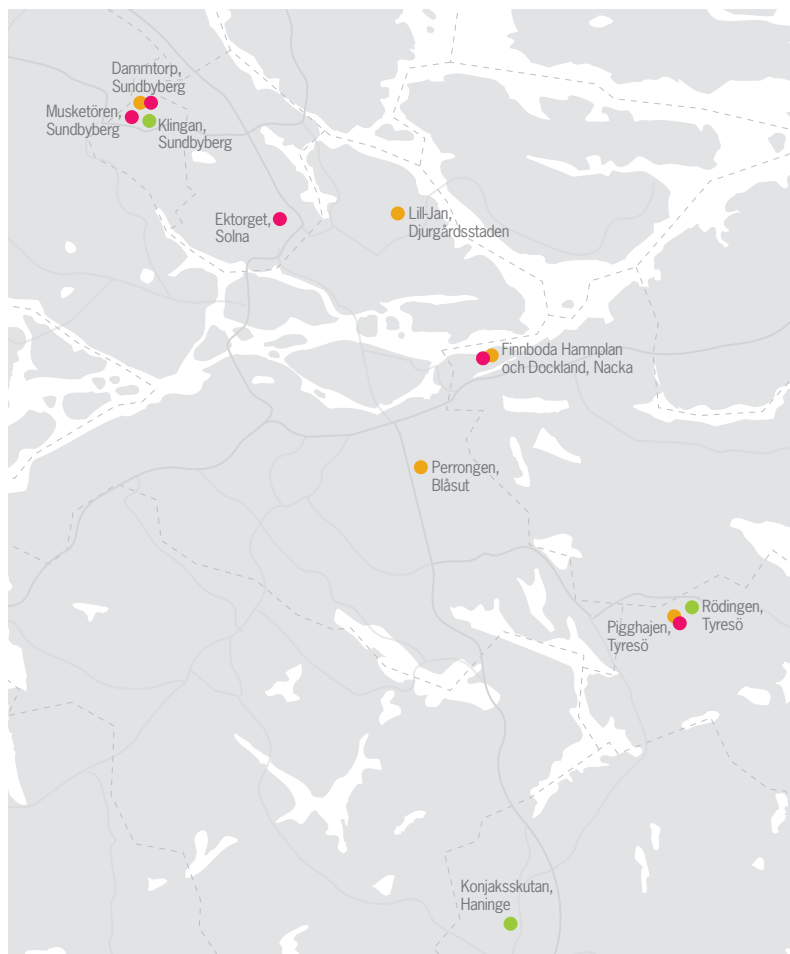 Dammtorp,
Sundbyberg
Musketören,
Sundbyberg
Klingan,
Sundbyberg
Ektorget,
Solna
Lill-Jan,
Djurgårdsstaden
Finnboda Hamnplan
och Dockland, Nacka
Perrongen,
Blåsut
Rödingen,
Tyresö
Pigghajen,
Tyresö
Konjaksskutan,
Haninge